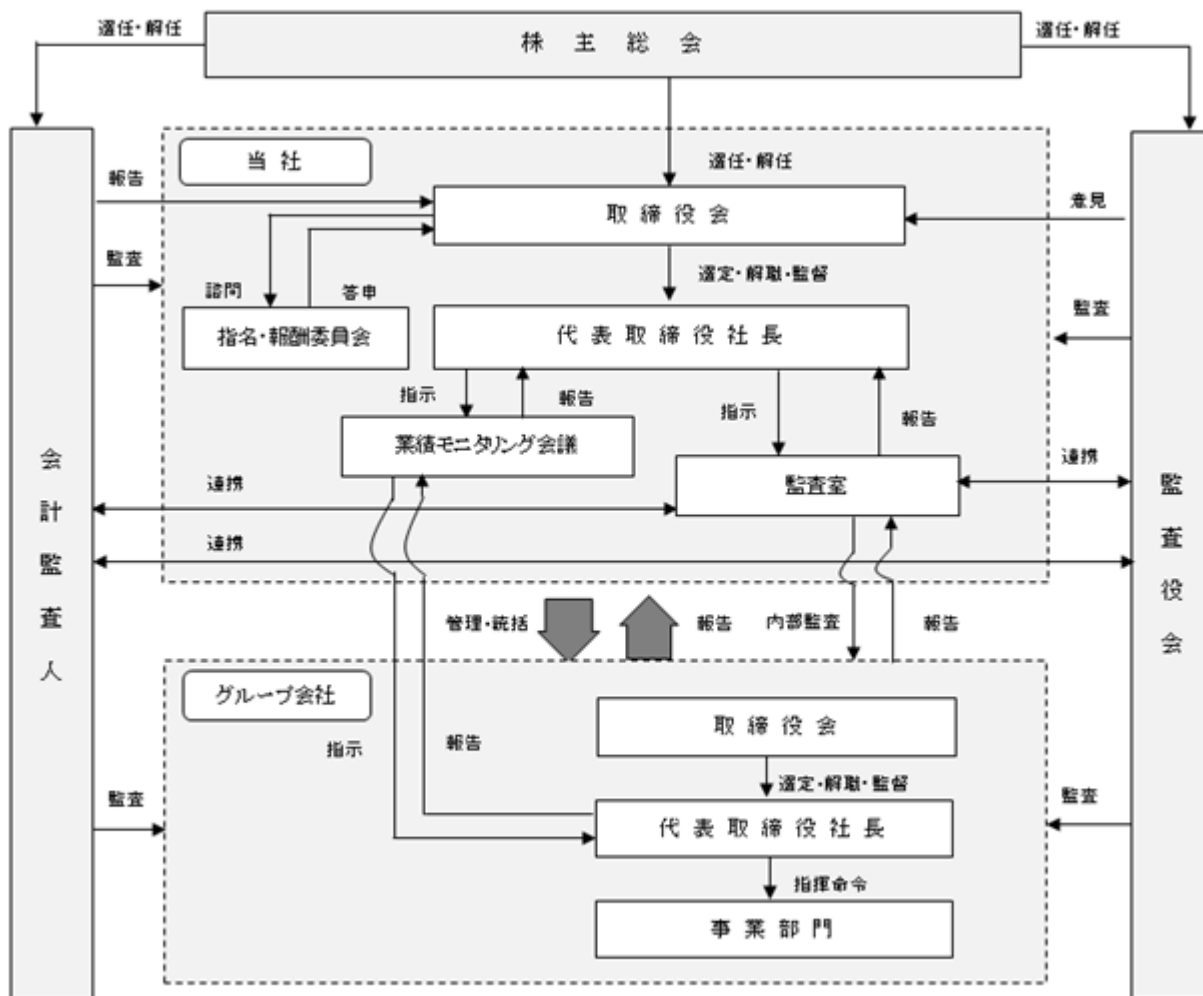 選任・解任
株主総会
選任・解任
当社
選任・解任
報告
取締役会
意見
監査
選定・解職・監督
諮問
答申
指名・報酬委員会
代表取締役社長
監査
指示
報告
指示
報告
業績モニタリング会議
会計監査人
監査役会
連携
監査室
連携
連携
管理・統括
報告
内部監査
報告
グループ会社
取締役会
指示
報告
選定・解職・監督
監査
代表取締役社長
監査
指揮命令
事業部門